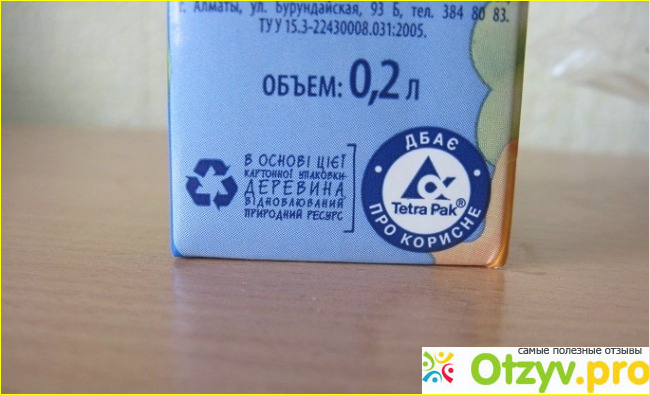 г. Алматы, ул. Бурундайская, 93 Б, тел. 384 80 83.
ТУ У 15.3-22430008.031:2005.
ОБЪЕМ: 0,2 Л
В ОСНОВІ ЦІЄЇ
КАРТОННОЇ УПАКОВКИ-
ДЕРЕВИНА,
ВІДНОВЛЮВАНИЙ
ПРИРОДНИЙ РЕСУРС
ДБАЄ
Tetra Pak®
ПРО КОРИСНЕ
самые полезные отзывы
Otzyv.pro